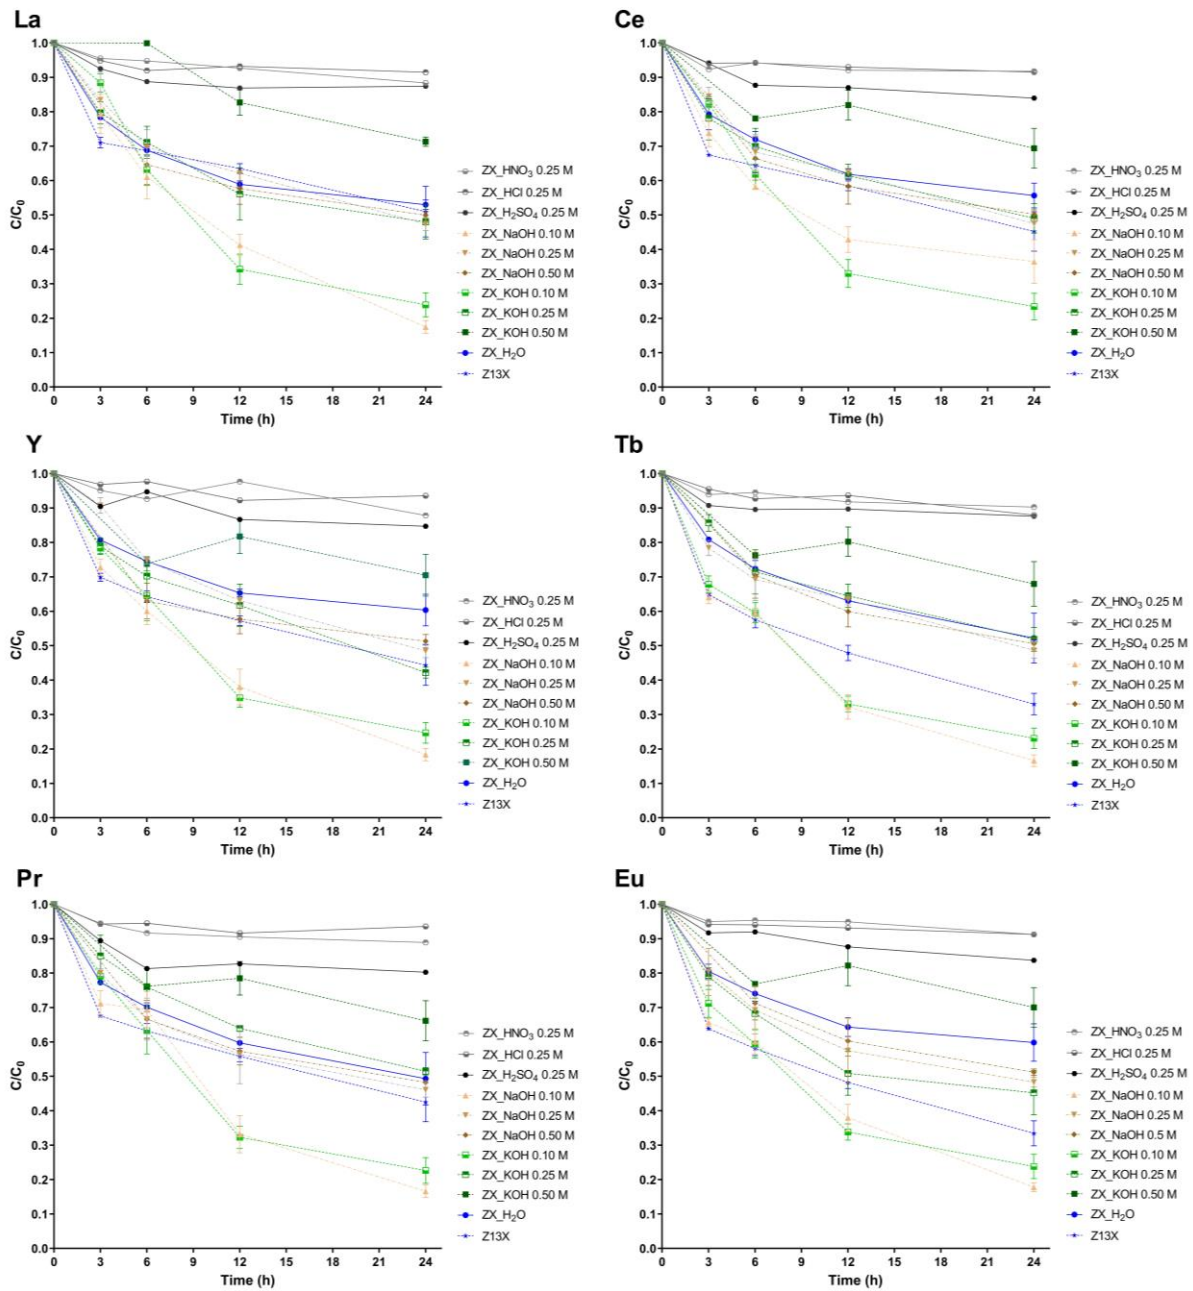 La
C/C0
1.0
0.9
0.8
0.7
0.6
0.5
0.4
0.3
0.2
0.1
0.0
0 3 6 9 12 15 18 21 24
Time (h)
ZX_HNO3 0.25 M
ZX_HCl 0.25 M
ZX_H2SO4 0.25 M
ZX_NaOH 0.10 M
ZX_NaOH 0.25 M
ZX_NaOH 0.50 M
ZX_KOH 0.10 M
ZX_KOH 0.25 M
ZX_KOH 0.50 M
ZX_H2O
Z13X
Ce
C/C0
1.0
0.9
0.8
0.7
0.6
0.5
0.4
0.3
0.2
0.1
0.0
0 3 6 9 12 15 18 21 24
Time (h)
ZX_HNO3 0.25 M
ZX_HCl 0.25 M
ZX_H2SO4 0.25 M
ZX_NaOH 0.10 M
ZX_NaOH 0.25 M
ZX_NaOH 0.50 M
ZX_KOH 0.10 M
ZX_KOH 0.25 M
ZX_KOH 0.50 M
ZX_H2O
Z13X
Y
C/C0
1.0
0.9
0.8
0.7
0.6
0.5
0.4
0.3
0.2
0.1
0.0
0 3 6 9 12 15 18 21 24
Time (h)
ZX_HNO3 0.25 M
ZX_HCl 0.25 M
ZX_H2SO4 0.25 M
ZX_NaOH 0.10 M
ZX_NaOH 0.25 M
ZX_NaOH 0.50 M
ZX_KOH 0.10 M
ZX_KOH 0.25 M
ZX_KOH 0.50 M
ZX_H2O
Z13X
Tb
C/C0
1.0
0.9
0.8
0.7
0.6
0.5
0.4
0.3
0.2
0.1
0.0
0 3 6 9 12 15 18 21 24
Time (h)
ZX_HNO3 0.25 M
ZX_HCl 0.25 M
ZX_H2SO4 0.25 M
ZX_NaOH 0.10 M
ZX_NaOH 0.25 M
ZX_NaOH 0.50 M
ZX_KOH 0.10 M
ZX_KOH 0.25 M
ZX_KOH 0.50 M
ZX_H2O
Z13X
Pr
C/C0
1.0
0.9
0.8
0.7
0.6
0.5
0.4
0.3
0.2
0.1
0.0
0 3 6 9 12 15 18 21 24
Time (h)
ZX_HNO3 0.25 M
ZX_HCl 0.25 M
ZX_H2SO4 0.25 M
ZX_NaOH 0.10 M
ZX_NaOH 0.25 M
ZX_NaOH 0.50 M
ZX_KOH 0.10 M
ZX_KOH 0.25 M
ZX_KOH 0.50 M
ZX_H2O
Z13X
Eu
C/C0
1.0
0.9
0.8
0.7
0.6
0.5
0.4
0.3
0.2
0.1
0.0
0 3 6 9 12 15 18 21 24
Time (h)
ZX_HNO3 0.25 M
ZX_HCl 0.25 M
ZX_H2SO4 0.25 M
ZX_NaOH 0.10 M
ZX_NaOH 0.25 M
ZX_NaOH 0.5 M
ZX_KOH 0.10 M
ZX_KOH 0.25 M
ZX_KOH 0.50 M
ZX_H2O
Z13X